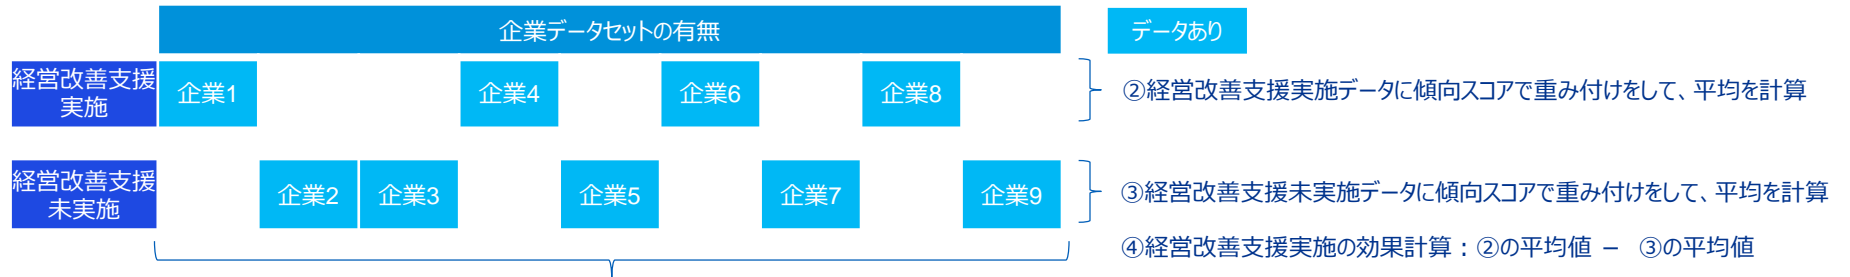 企業データセットの有無
データあり
経営改善支援
実施
企業1
企業4
企業6
企業8
②経営改善支援実施データに傾向スコアで重み付けをして、平均を計算
経営改善支援
未実施
企業2
企業3
企業5
企業7
企業9
③経営改善支援未実施データに傾向スコアで重み付けをして、平均を計算
④経営改善支援実施の効果計算：②の平均値 － ③の平均値